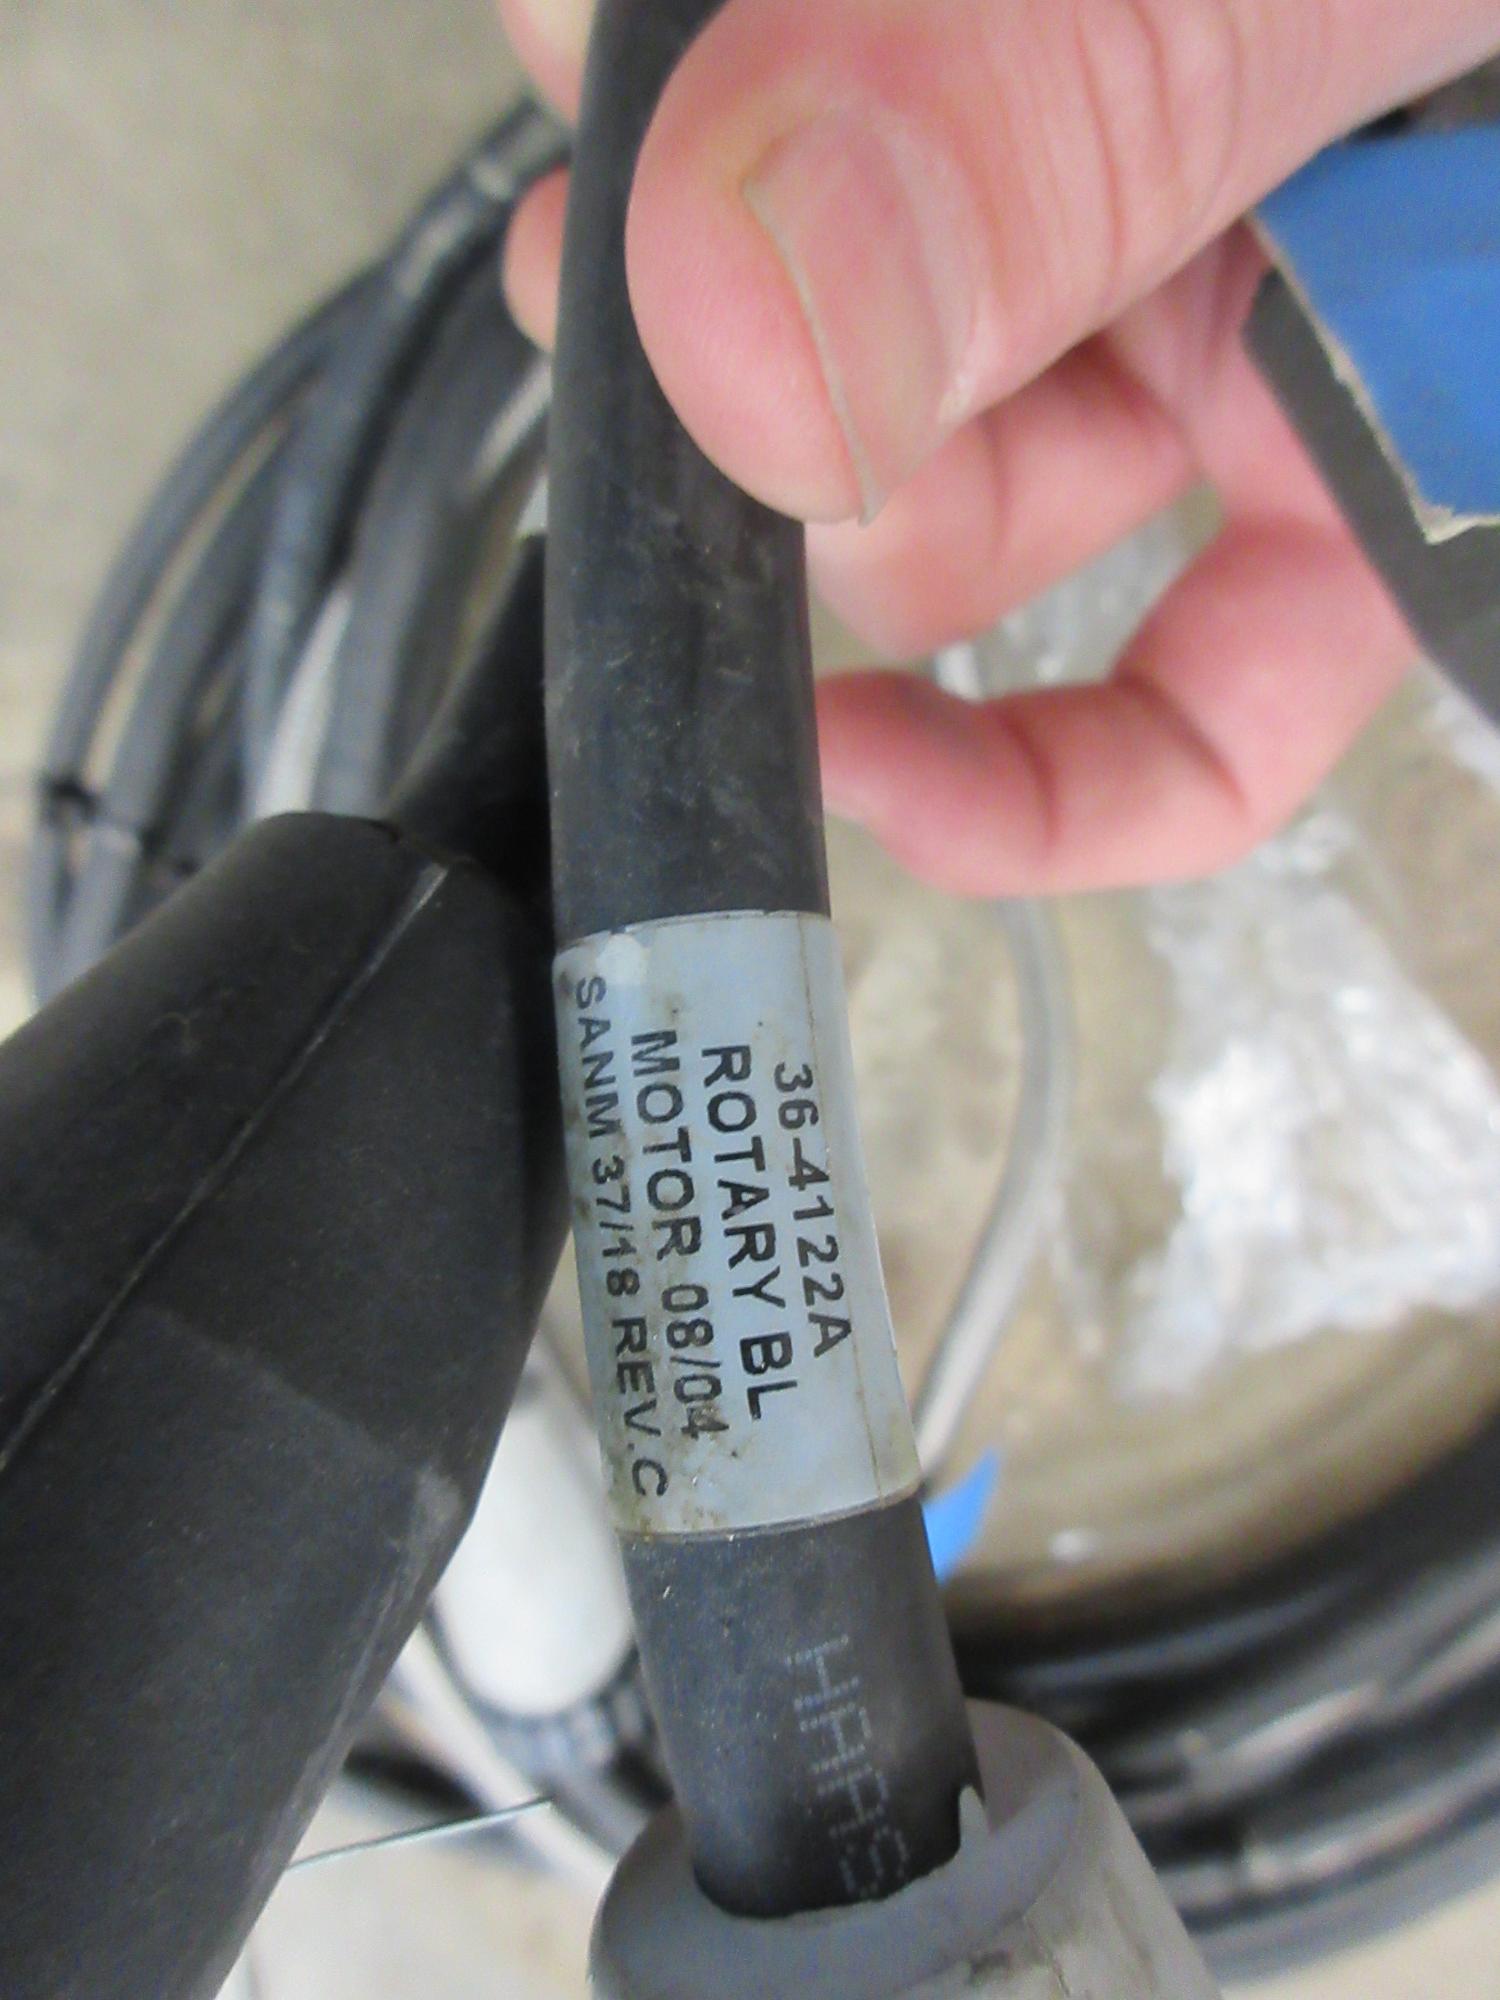 36-4122A
ROTARY BL
MOTOR 08/04
SANM 37/18 REV.C
HAAS